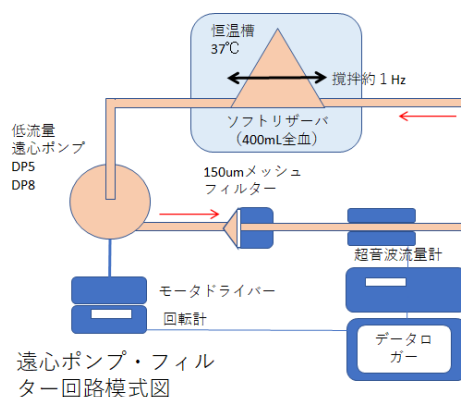 恒温槽
37℃
撹拌約１Hz
ソフトリザーバ
（400mL全血）
低流量
遠心ポンプ
DP5
DP8
150umメッシュ
フィルター
超音波流量計
モータドライバー
回転計
データロ
ガー
遠心ポンプ・フィル
ター回路模式図